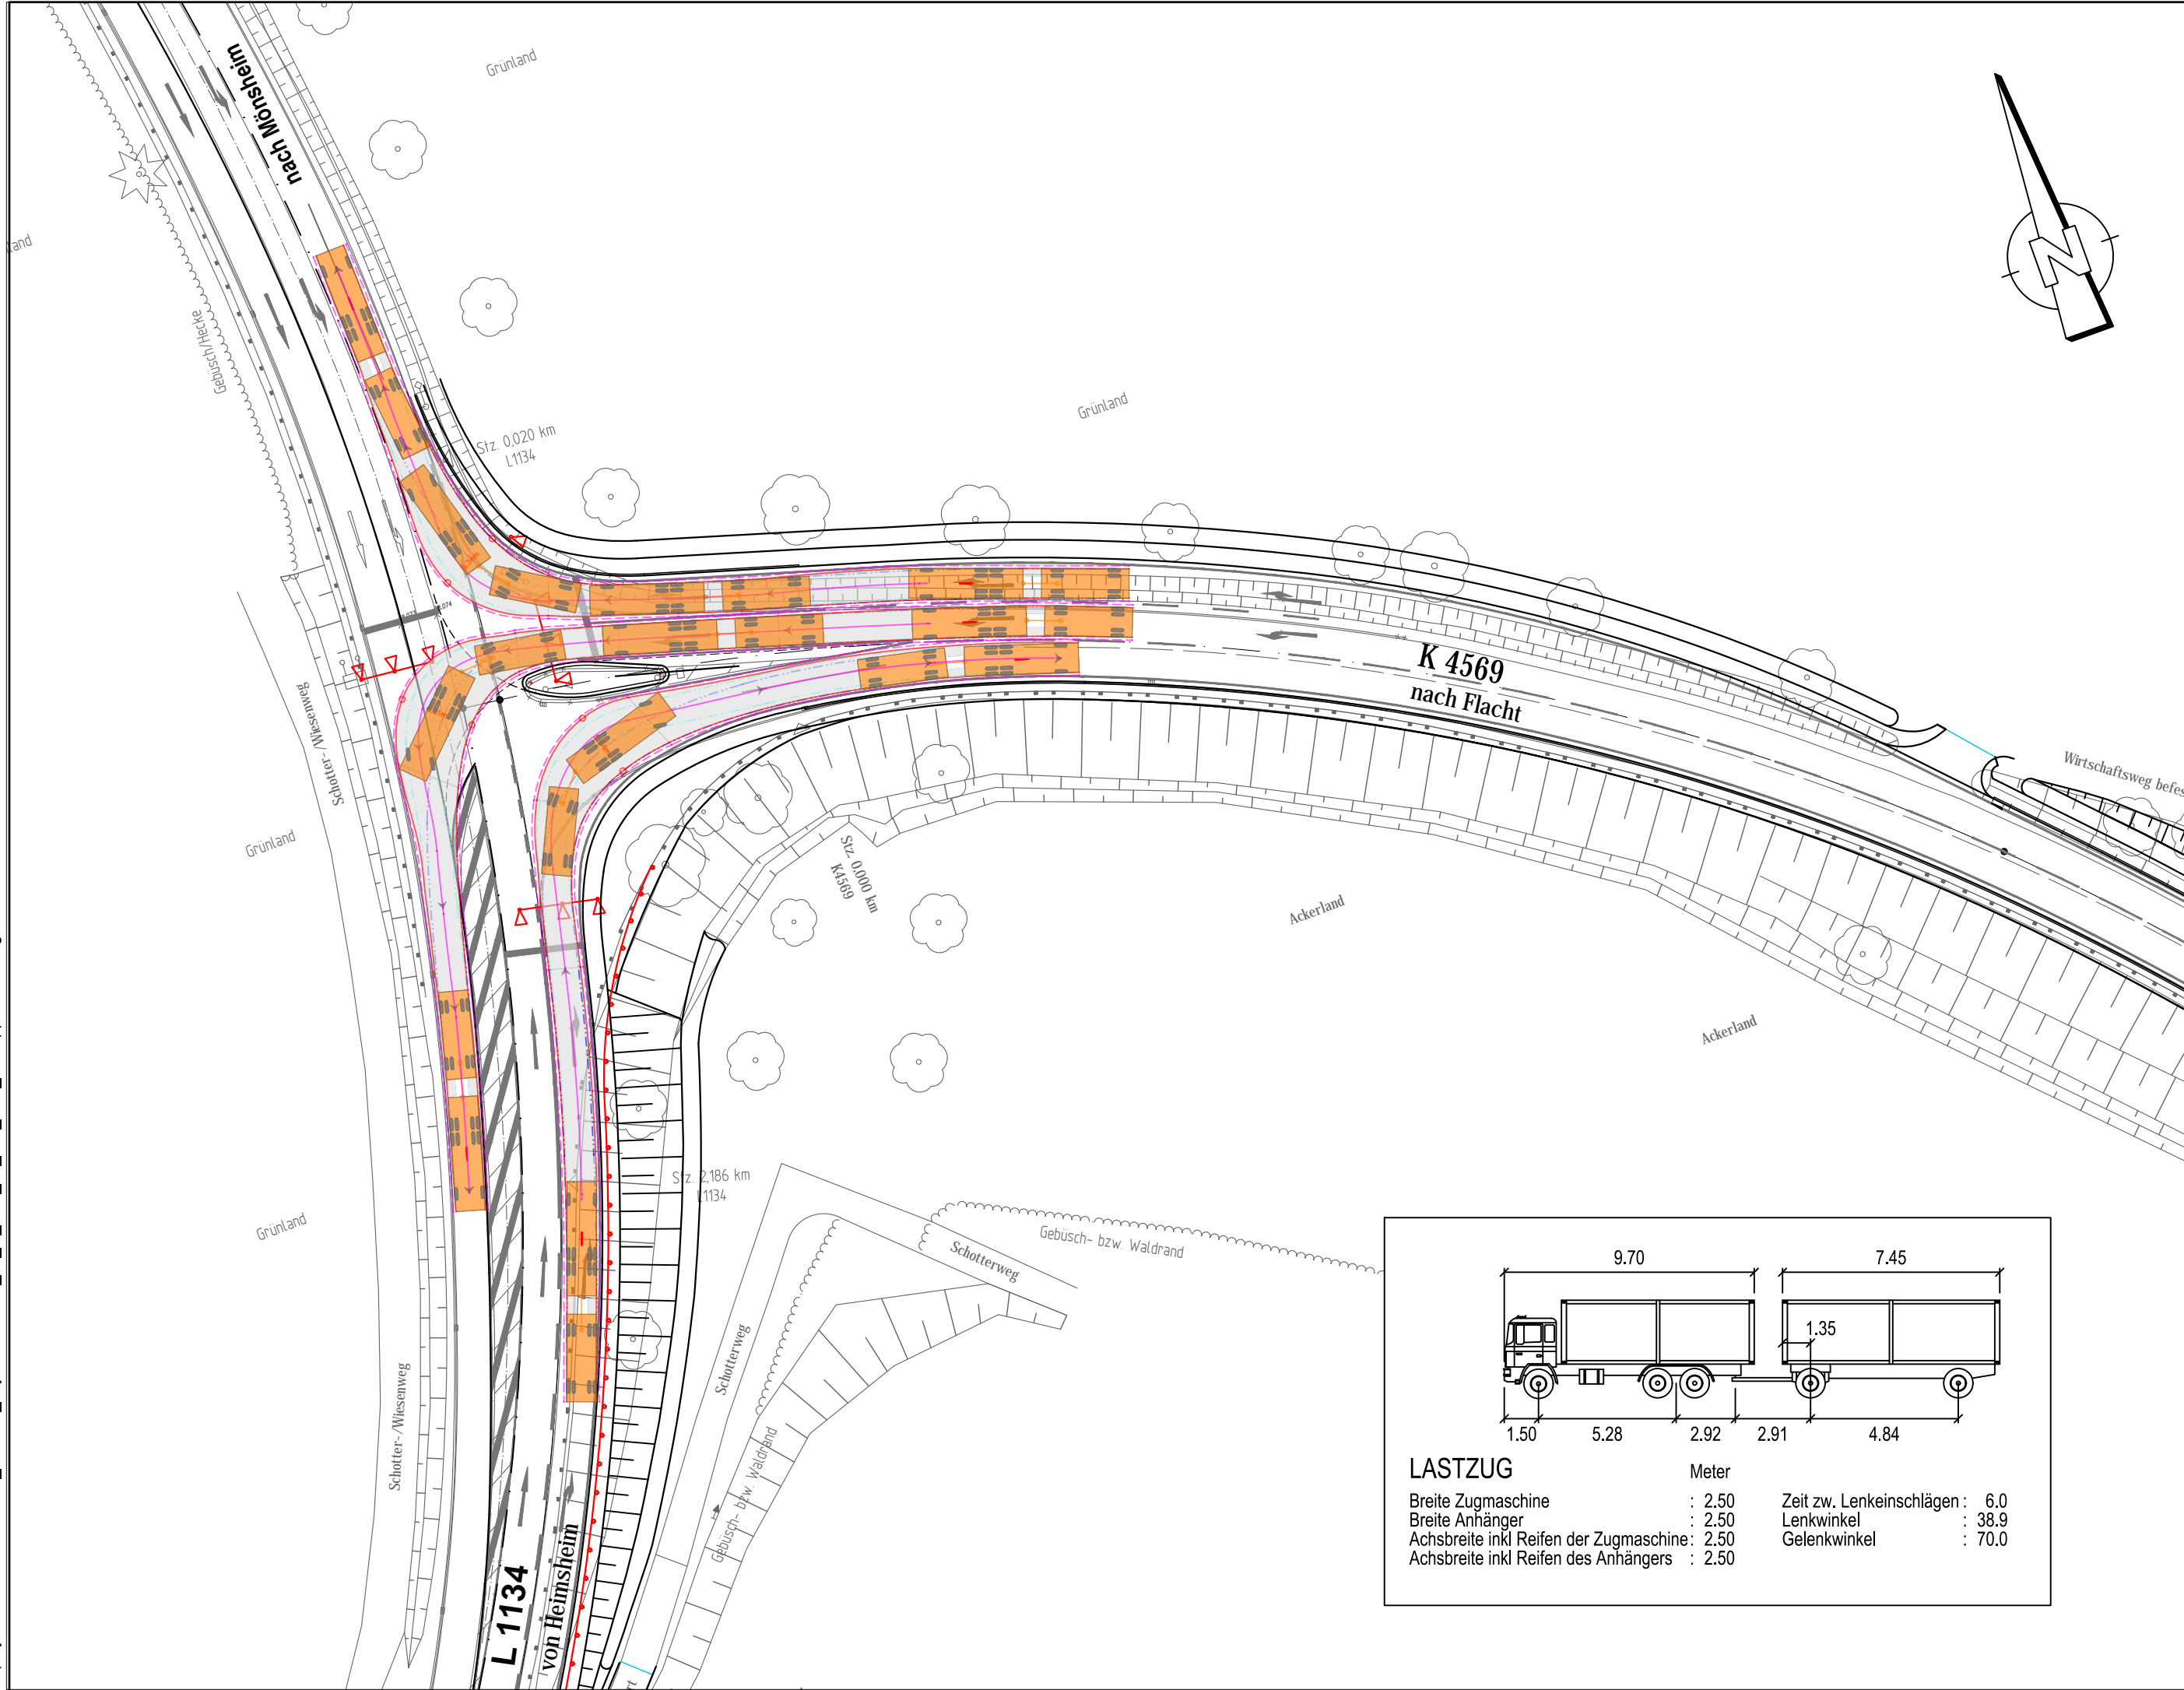 nach Mönsheim
Grünland
land
Gebüsch/Hecke
Stz. 0,020 km
L1134
Grünland
N
K 4569
nach Flacht
Wirtschaftsweg befes
Schotter-/Wiesenweg
Grünland
Stz. 0,000 km
K4569
Ackerland
Ackerland
Stz. 2,186 km
L1134
Grünland
Gebüsch- bzw. Waldrand
Schotterweg
Schotterweg
Schotter-/Wiesenweg
Gebüsch- bzw. Waldrand
L 1134
von Heimsheim
9.70
7.45
1.35
1.50
5.28
2.92
2.91
4.84
LASTZUG
Meter
Breite Zugmaschine : 2.50
Breite Anhänger : 2.50
Achsbreite inkl Reifen der Zugmaschine : 2.50
Achsbreite inkl Reifen des Anhängers : 2.50
Zeit zw. Lenkeinschlägen : 6.0
Lenkwinkel : 38.9
Gelenkwinkel : 70.0